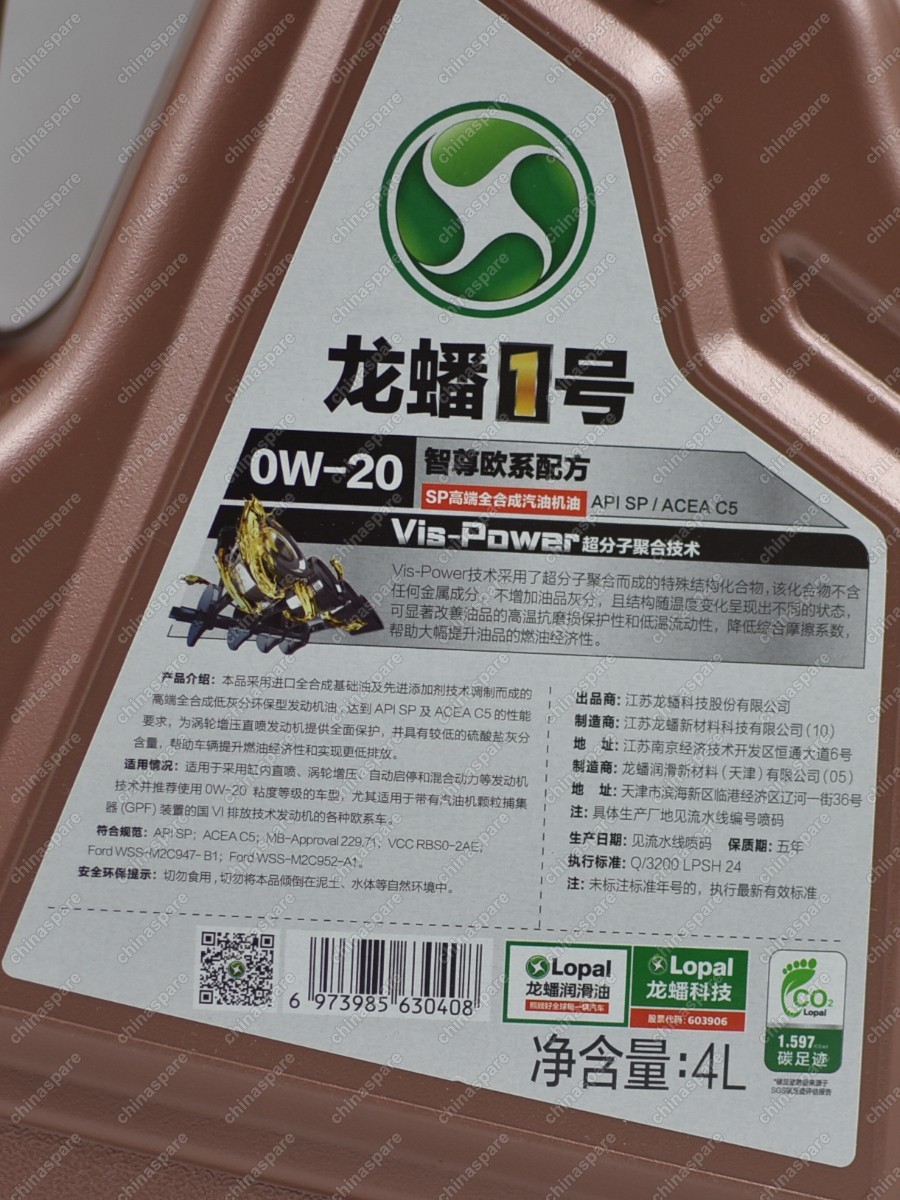 龙蟠1号
0W-20
智尊欧系配方
SP高端全合成汽油机油 API SP / ACEA C5
Vis-Power超分子聚合技术
Vis-Power技术采用了超分子聚合而成的特殊结构化合物,该化合物不含
任何金属成分，不增加油品灰分，且结构随温度变化呈现出不同的状态，
可显著改善油品的高温抗磨损保护性和低温流动性，降低综合摩擦系数，
帮助大幅提升油品的燃油经济性。
产品介绍：本品采用进口全合成基础油及先进添加剂技术调制而成的
高端全合成低灰分环保型发动机油，达到 API SP 及 ACEA C5 的性能
要求，为涡轮增压直喷发动机提供全面保护，并具有较低的硫酸盐灰分
含量，帮助车辆提升燃油经济性和实现更低排放。
适用情况：适用于采用缸内直喷、涡轮增压、自动启停和混合动力等发动机
技术并推荐使用0W-20 粘度等级的车型，尤其适用于带有汽油机颗粒捕集
器 (GPF) 装置的国 VI 排放技术发动机的各种欧系车。
符合规范：API SP；ACEA C5；MB-Approval 229.71；VCC RBS0-2AE；
Ford WSS-M2C947- B1；Ford WSS-M2C952-A1。
安全环保提示：切勿食用，切勿将本品倾倒在泥土、水体等自然环境中。
出品商：江苏龙蟠科技股份有限公司
制造商：江苏龙蟠新材料科技有限公司(10)
地 址：江苏南京经济技术开发区恒通大道6号
制造商：龙蟠润滑新材料（天津）有限公司(05)
地 址：天津市滨海新区临港经济区辽河一街36号
注：具体生产厂地见流水线编号喷码
生产日期：见流水线喷码 保质期：五年
执行标准：Q/3200 LPSH 24
注：未标注标准年号的，执行最新有效标准
6 973985 630408
Lopal
龙蟠润滑油
Lopal
龙蟠科技
股票代码：603906
净含量:4L
CO2
Lopal
1.597
碳足迹
chinaspare